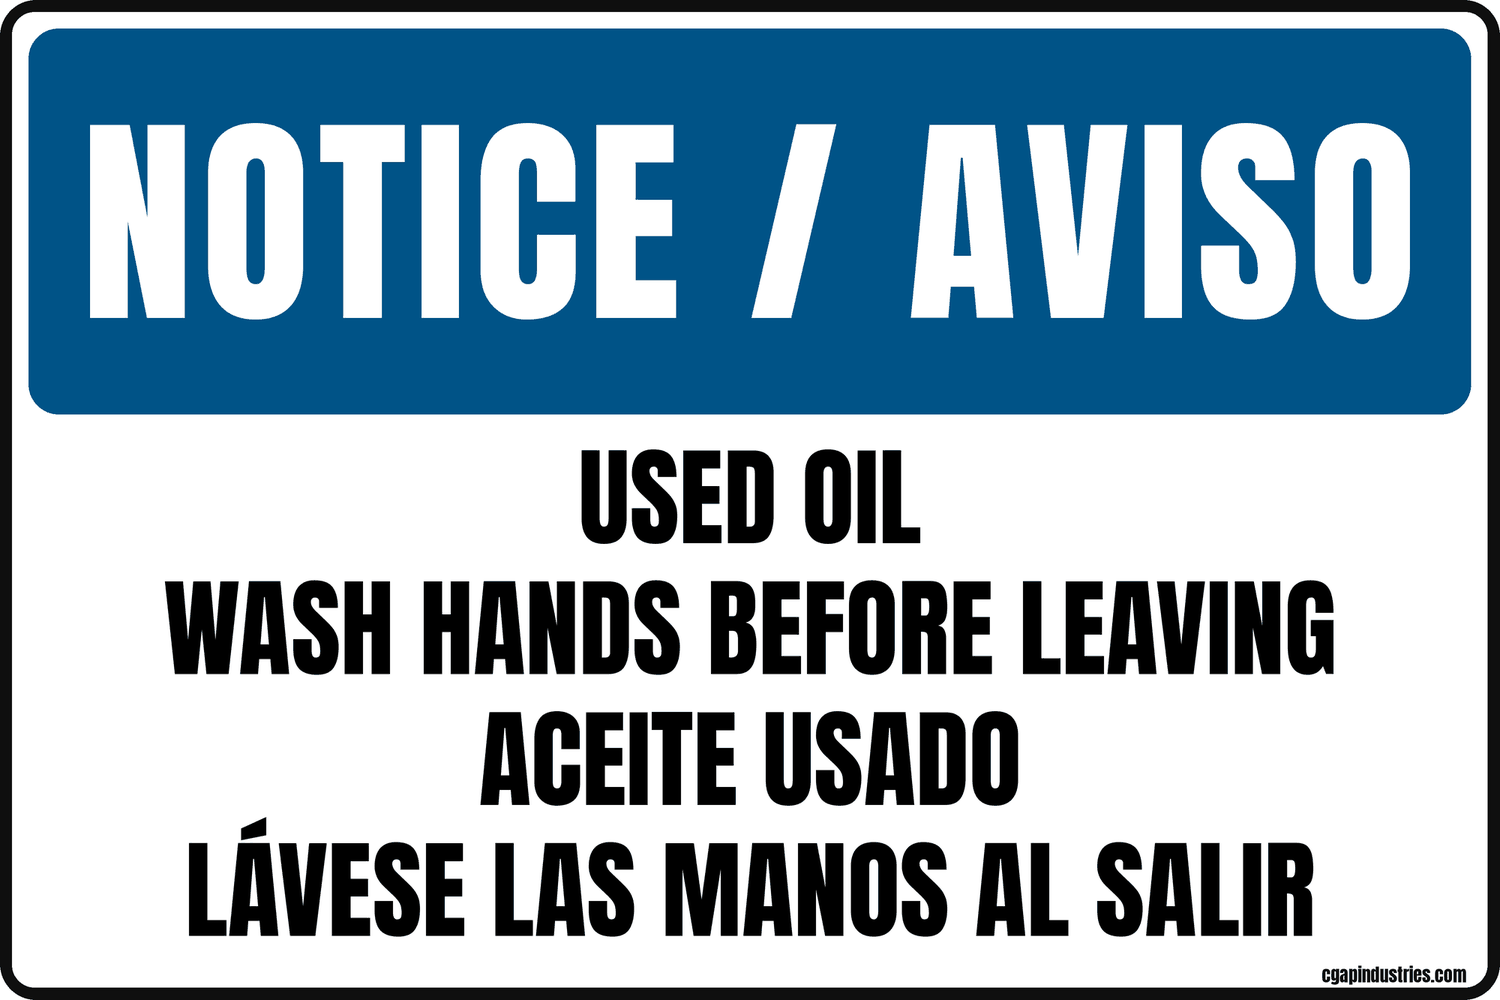 NOTICE / AVISO
USED OIL
WASH HANDS BEFORE LEAVING
ACEITE USADO
LÁVESE LAS MANOS AL SALIR
cgapindustries.com